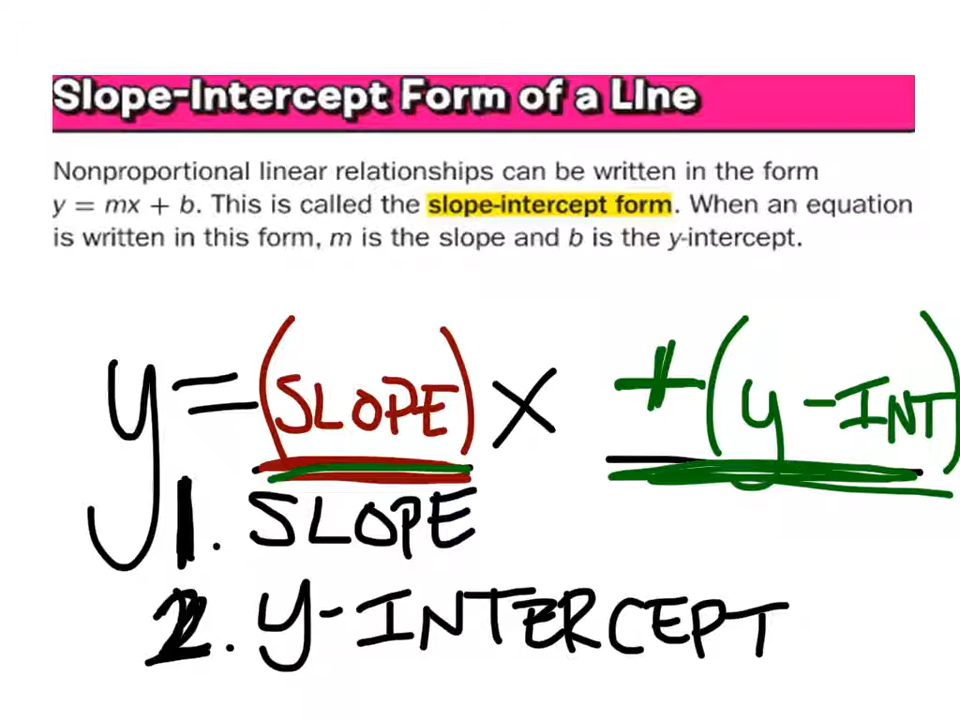 Slope-Intercept Form of a Line
Nonproportional linear relationships can be written in the form
y = mx + b. This is called the slope-intercept form. When an equation
is written in this form, m is the slope and b is the y-intercept.
y = (SLOPE) x + (y-INT)
1. SLOPE
2. y-INTERCEPT